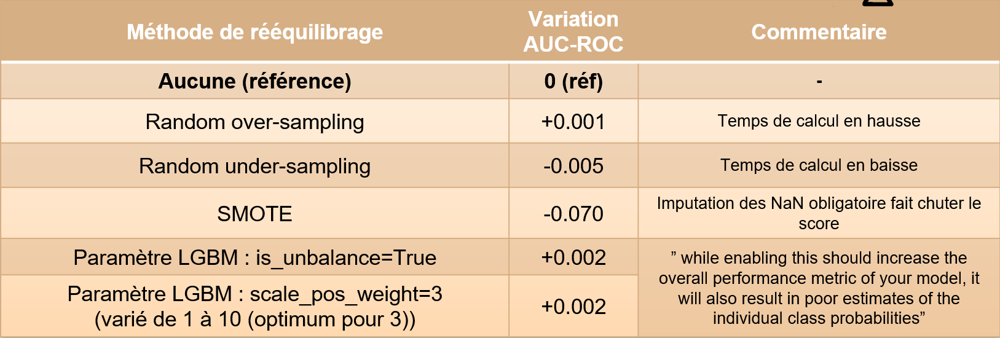 Méthode de rééquilibrage
Variation
AUC-ROC
Commentaire
Aucune (référence)
0 (réf)
-
Random over-sampling
+0.001
Temps de calcul en hausse
Random under-sampling
-0.005
Temps de calcul en baisse
SMOTE
-0.070
Imputation des NaN obligatoire fait chuter le
score
Paramètre LGBM : is_unbalance=True
+0.002
” while enabling this should increase the
overall performance metric of your model, it
will also result in poor estimates of the
individual class probabilities”
Paramètre LGBM : scale_pos_weight=3
(varié de 1 à 10 (optimum pour 3))
+0.002